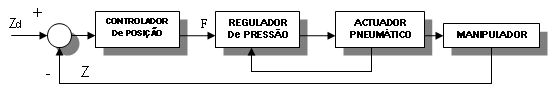 +
Zd
CONTROLADOR
DE POSIÇÃO
F
REGULADOR
DE PRESSÃO
ACTUADOR
PNEUMÁTICO
MANIPULADOR
-
Z